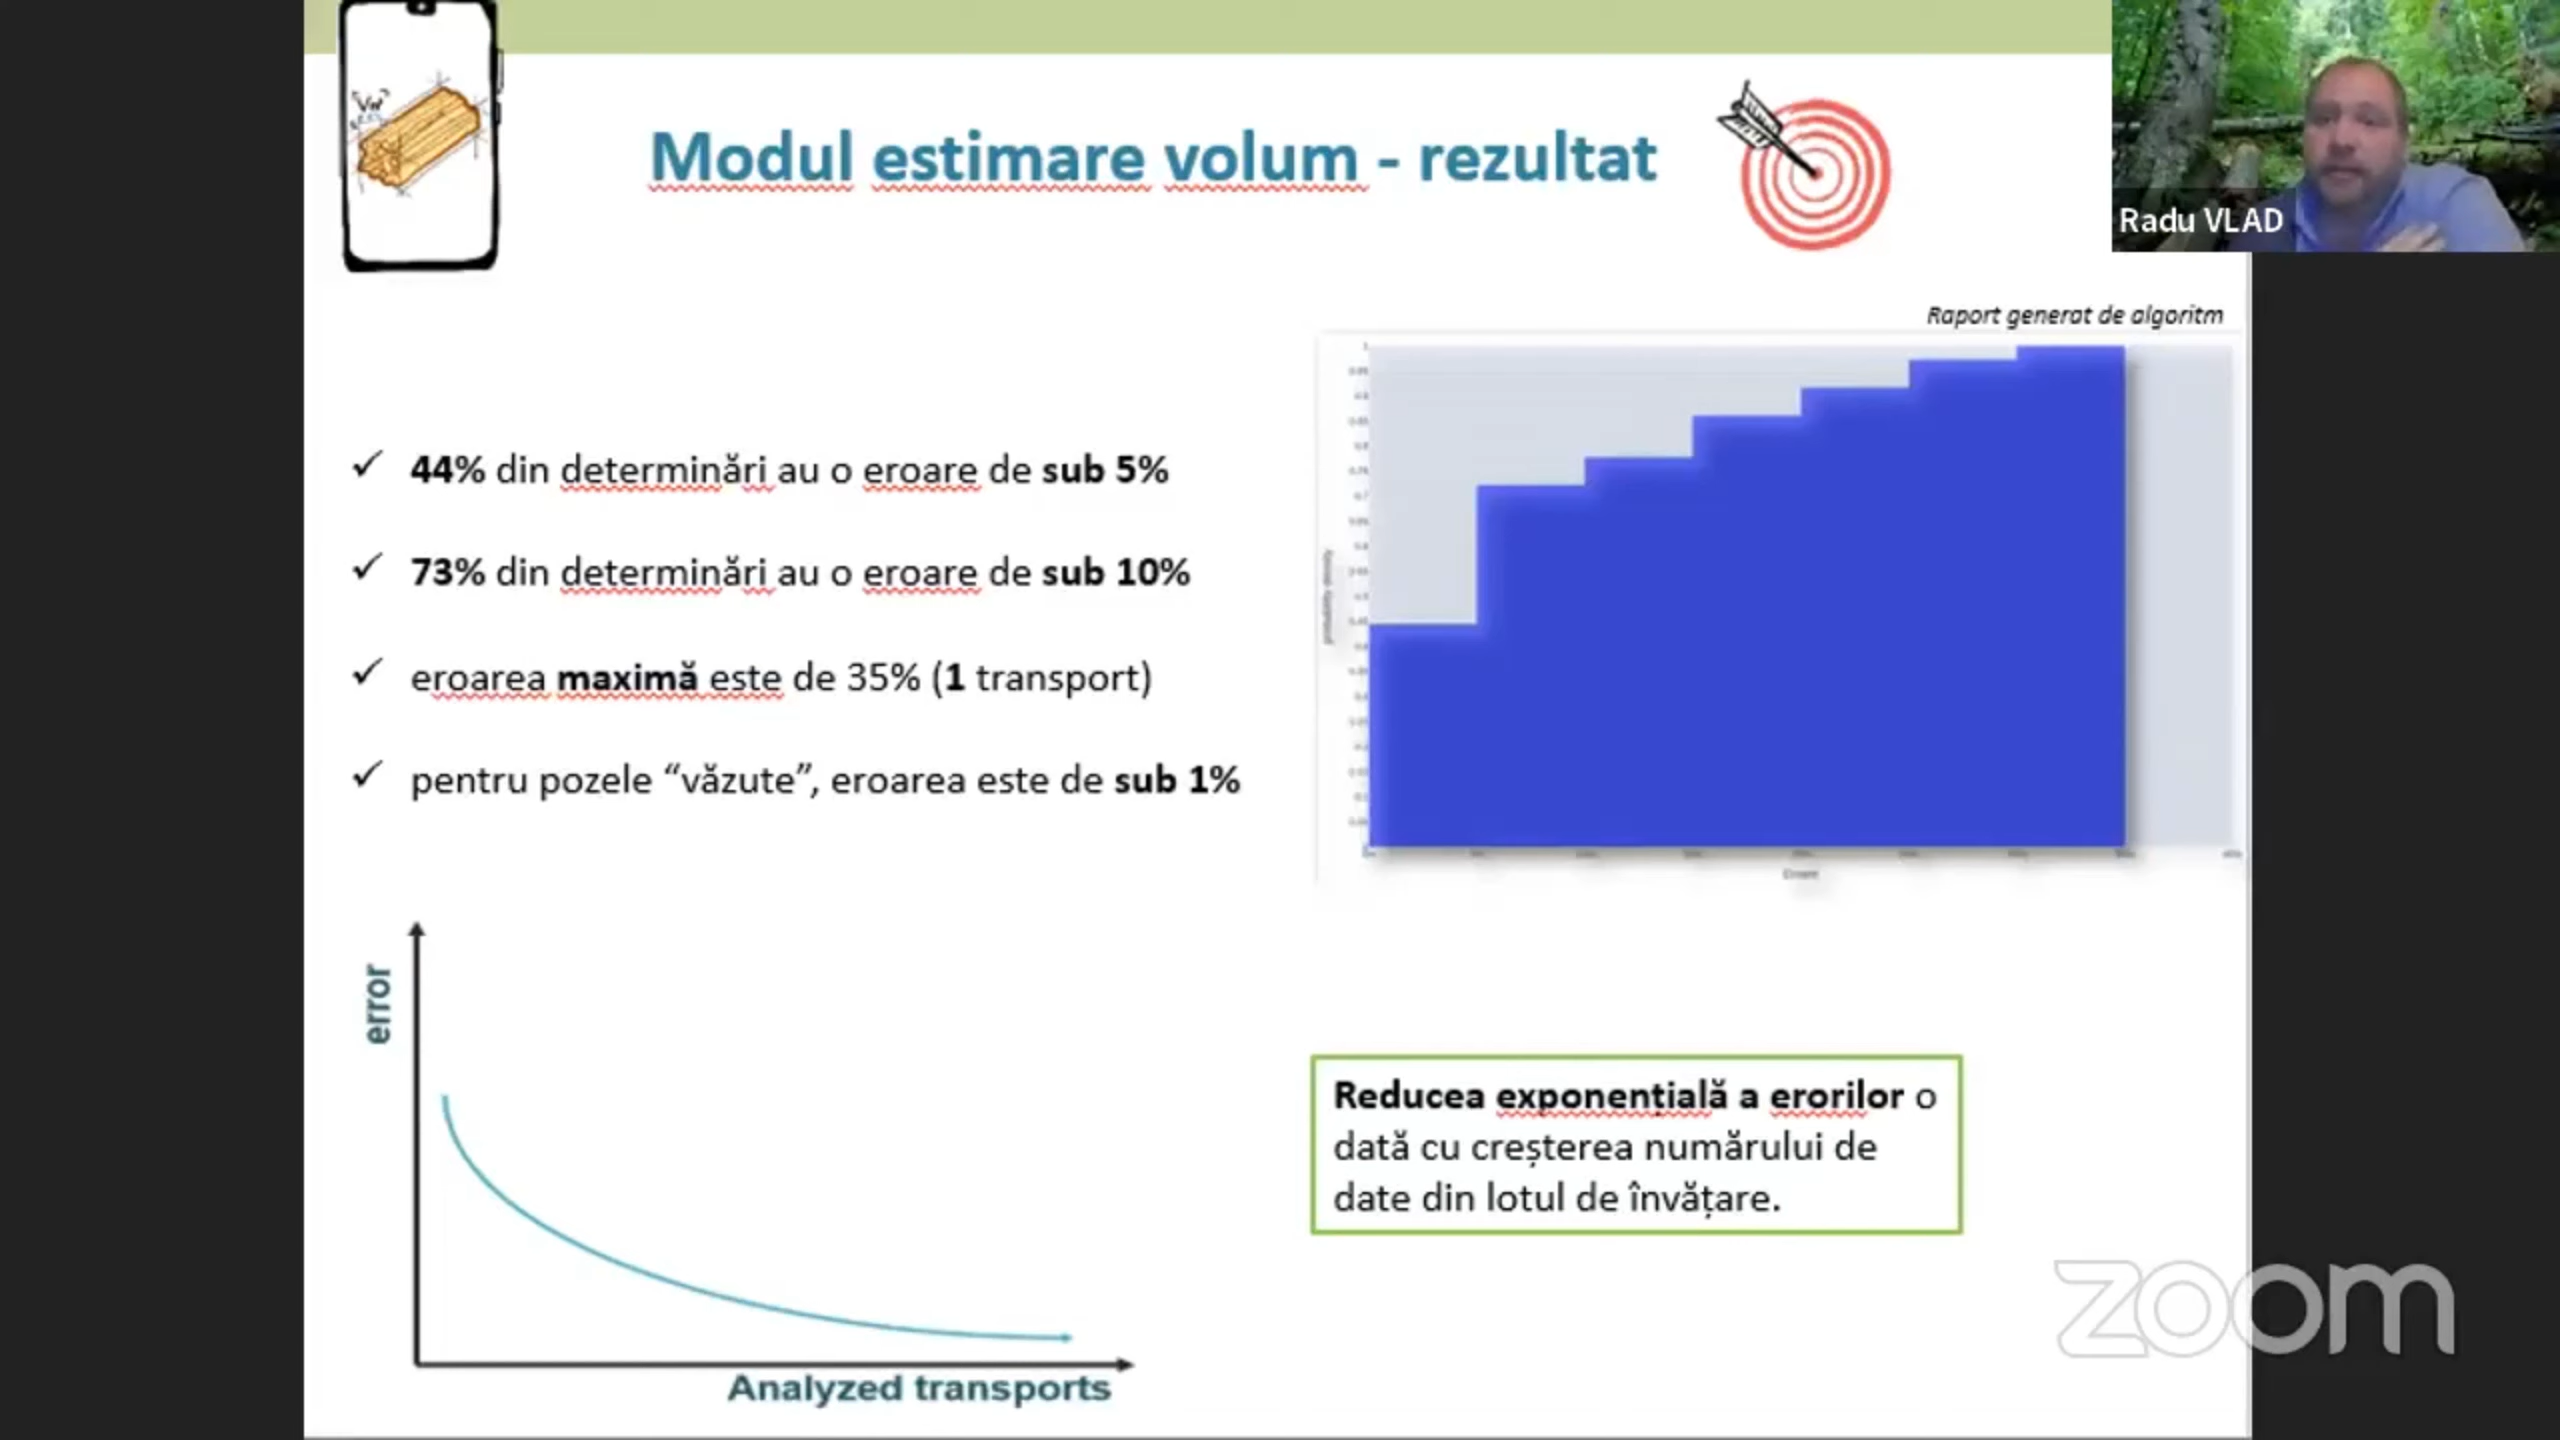 Modul estimare volum - rezultat
Radu VLAD
Raport generat de algoritm
44% din determinări au o eroare de sub 5%
73% din determinări au o eroare de sub 10%
eroarea maximă este de 35% (1 transport)
pentru pozele “văzute”, eroarea este de sub 1%
probability density
error
Analyzed transports
Reducea exponențială a erorilor o
dată cu creșterea numărului de
date din lotul de învățare.
zoom